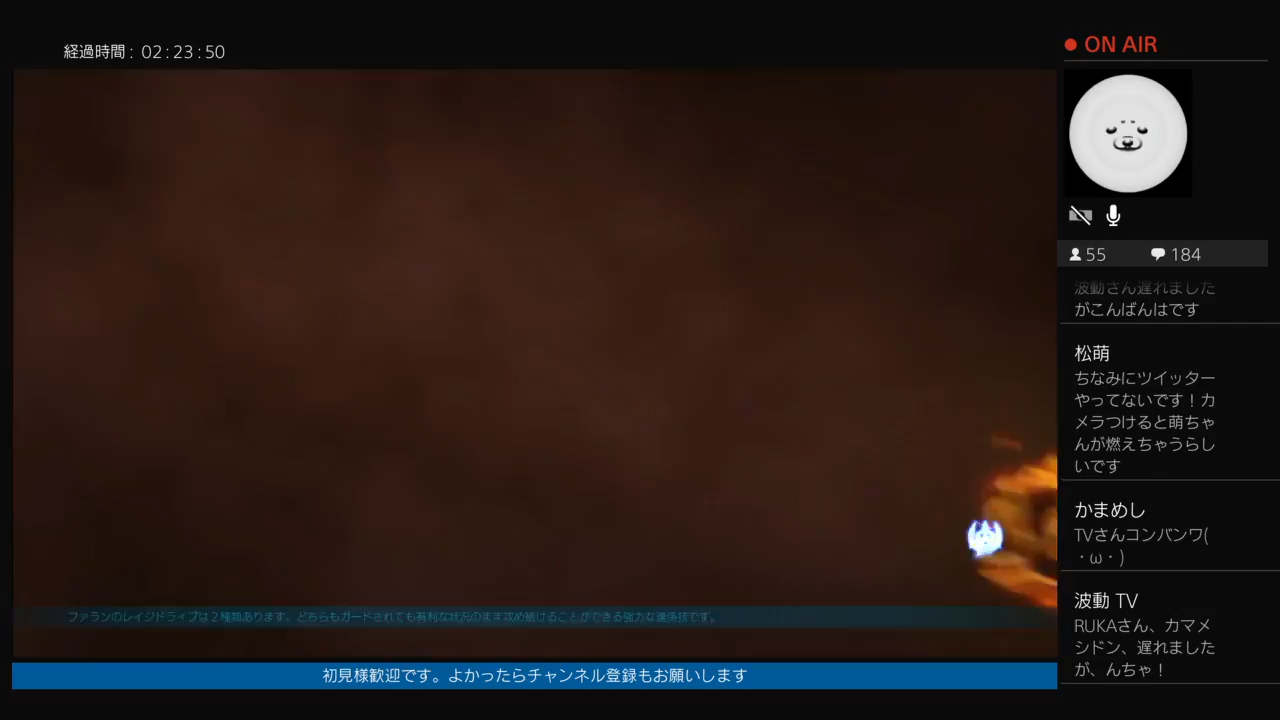 経過時間 : 02 : 23 : 50
ON AIR
55 184
波動さん遅れました
がこんばんはです
松萌
ちなみにツイッター
やってないです！カ
メラつけると萌ちゃ
んが燃えちゃうらし
いです
かまめし
TVさんコンバンワ(
・ω・)
波動 TV
RUKAさん、カマメ
シドン、遅れました
が、んちゃ！
ファランのレイジドライブは２種類あります。どちらもガードされても有利な状況のまま攻め続けることができる強力な連係技です。
初見様歓迎です。よかったらチャンネル登録もお願いします